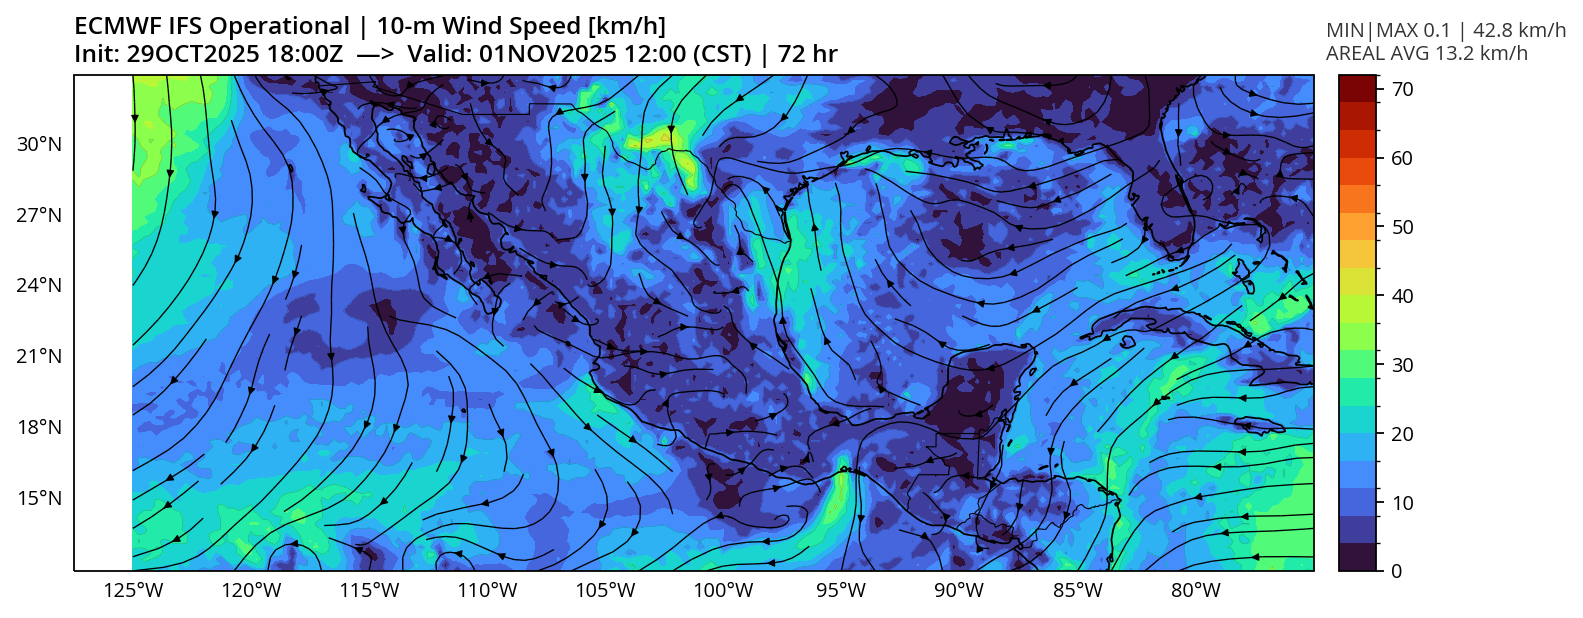 ECMWF IFS Operational | 10-m Wind Speed [km/h]
Init: 29OCT2025 18:00Z —> Valid: 01NOV2025 12:00 (CST) | 72 hr
MIN|MAX 0.1 | 42.8 km/h
AREAL AVG 13.2 km/h
30°N
27°N
24°N
21°N
18°N
15°N
125°W
120°W
115°W
110°W
105°W
100°W
95°W
90°W
85°W
80°W
70
60
50
40
30
20
10
0